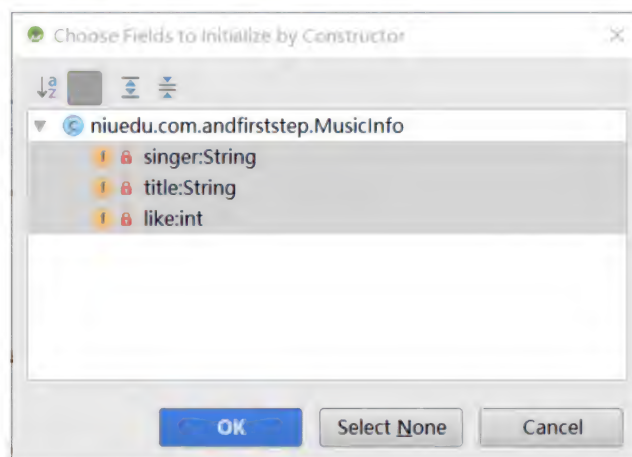 Choose Fields to Initialize by Constructor
niuedu.com.andfirststep.MusicInfo
singer:String
title:String
like:int
OK Select None Cancel